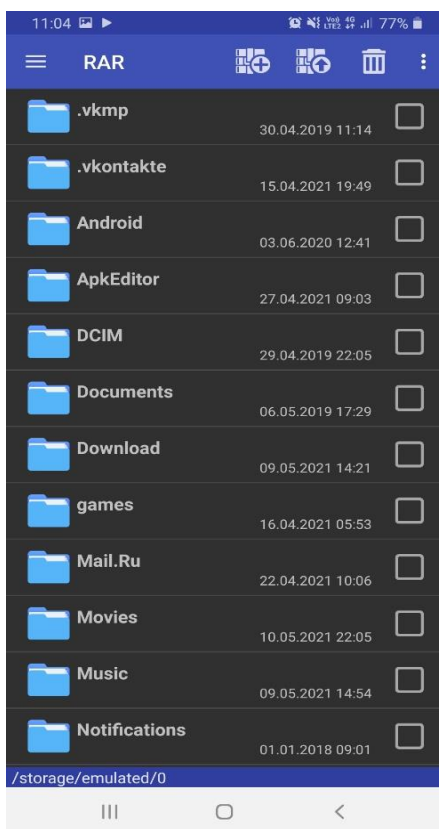 11:04 Vo)) LTE2 4G 77%
RAR
.vkmp
30.04.2019 11:14
.vkontakte
15.04.2021 19:49
Android
03.06.2020 12:41
ApkEditor
27.04.2021 09:03
DCIM
29.04.2019 22:05
Documents
06.05.2019 17:29
Download
09.05.2021 14:21
games
16.04.2021 05:53
Mail.Ru
22.04.2021 10:06
Movies
10.05.2021 22:05
Music
09.05.2021 14:54
Notifications
01.01.2018 09:01
/storage/emulated/0